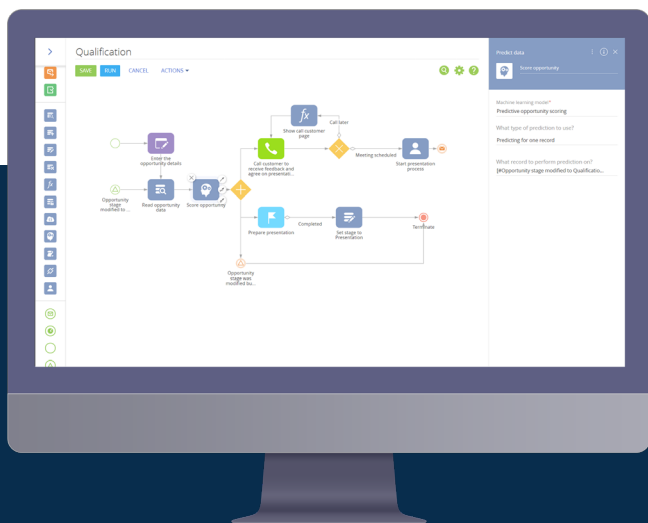 Qualification
SAVE
RUN
CANCEL
ACTIONS
Enter the
opportunity details
Opportunity
stage
modified to ...
Read opportunity
data
Score opportunity
fx
Show call customer
page
Call later
Call customer to
receive feedback and
agree on presentati...
Meeting scheduled
Start presentation
process
Prepare presentation
Completed
Set stage to
Presentation
Terminate
Opportunity
stage was
modified bu...
Predict data
Score opportunity
Machine learning model*
Predictive opportunity scoring
What type of prediction to use?
Predicting for one record
What record to perform prediction on?
[#Opportunity stage modified to Qualificatio...